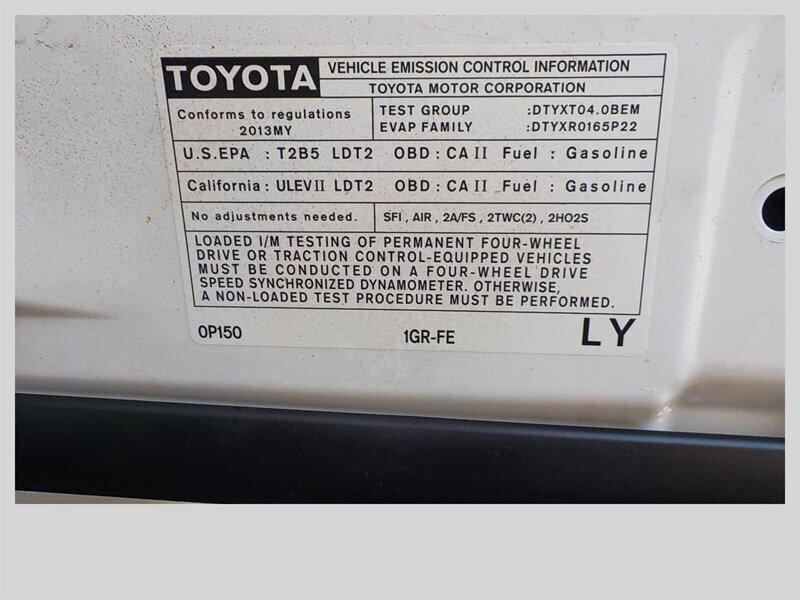 TOYOTA VEHICLE EMISSION CONTROL INFORMATION
TOYOTA MOTOR CORPORATION
Conforms to regulations
2013MY
TEST GROUP :DTYXT04.0BEM
EVAP FAMILY :DTYXR0165P22
U.S.EPA : T2B5 LDT2 OBD : CA II Fuel : Gasoline
California : ULEV II LDT2 OBD : CA II Fuel : Gasoline
No adjustments needed. SFI , AIR , 2A/FS , 2TWC(2) , 2HO2S
LOADED I/M TESTING OF PERMANENT FOUR-WHEEL
DRIVE OR TRACTION CONTROL-EQUIPPED VEHICLES
MUST BE CONDUCTED ON A FOUR-WHEEL DRIVE
SPEED SYNCHRONIZED DYNAMOMETER. OTHERWISE,
A NON-LOADED TEST PROCEDURE MUST BE PERFORMED.
0P150 1GR-FE LY